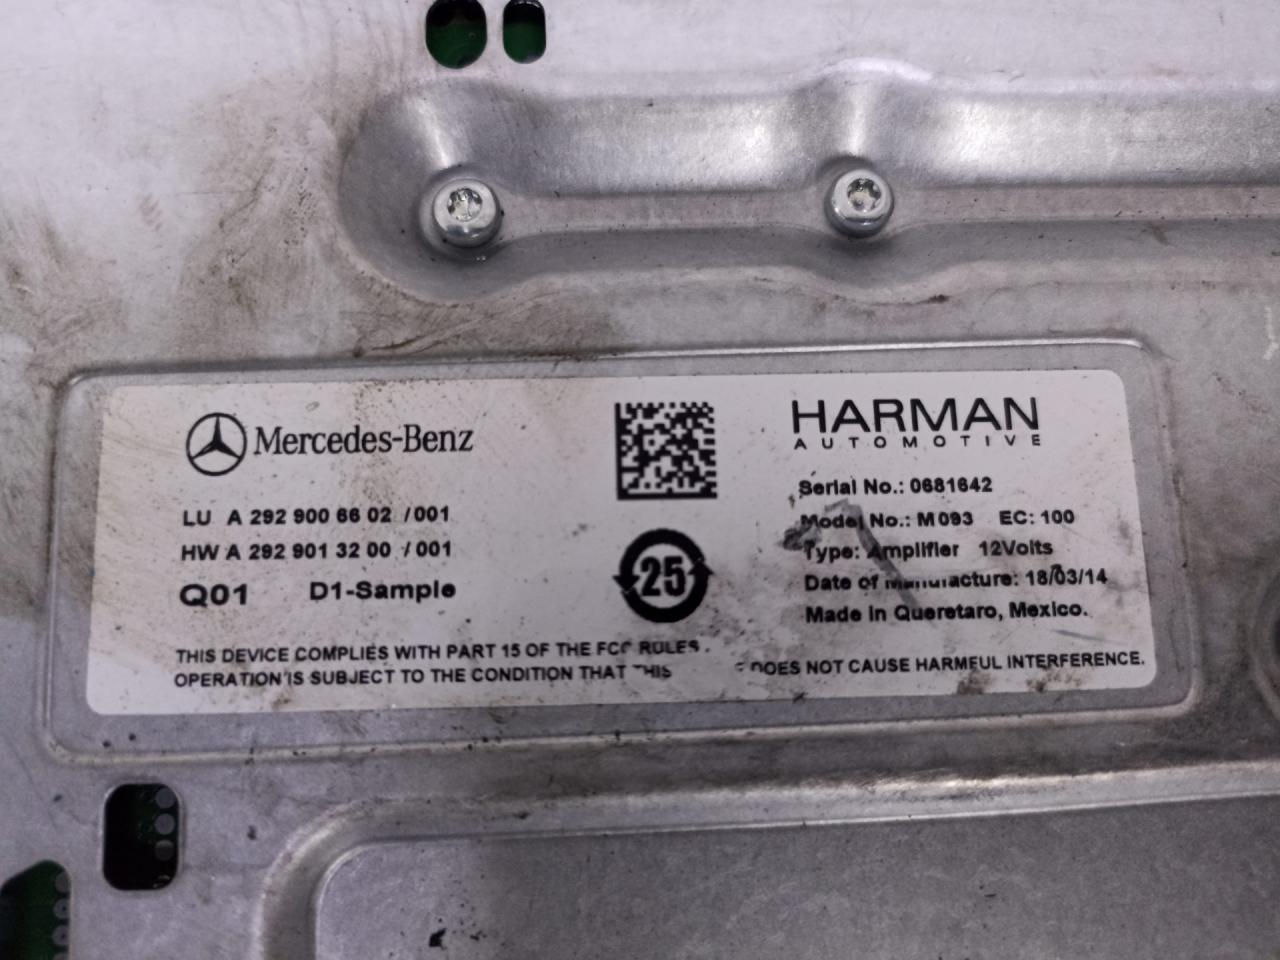 Mercedes-Benz
LU A 292 900 66 02 /001
HW A 292 901 32 00 /001
Q01 D1-Sample
25
HARMAN
AUTOMOTIVE
Serial No.: 0681642
Model No.: M093 EC: 100
Type: Amplifier 12Volts
Date of Manufacture: 18/03/14
Made in Queretaro, Mexico.
THIS DEVICE COMPLIES WITH PART 15 OF THE FCC RULES.
OPERATION IS SUBJECT TO THE CONDITION THAT THIS DOES NOT CAUSE HARMFUL INTERFERENCE.